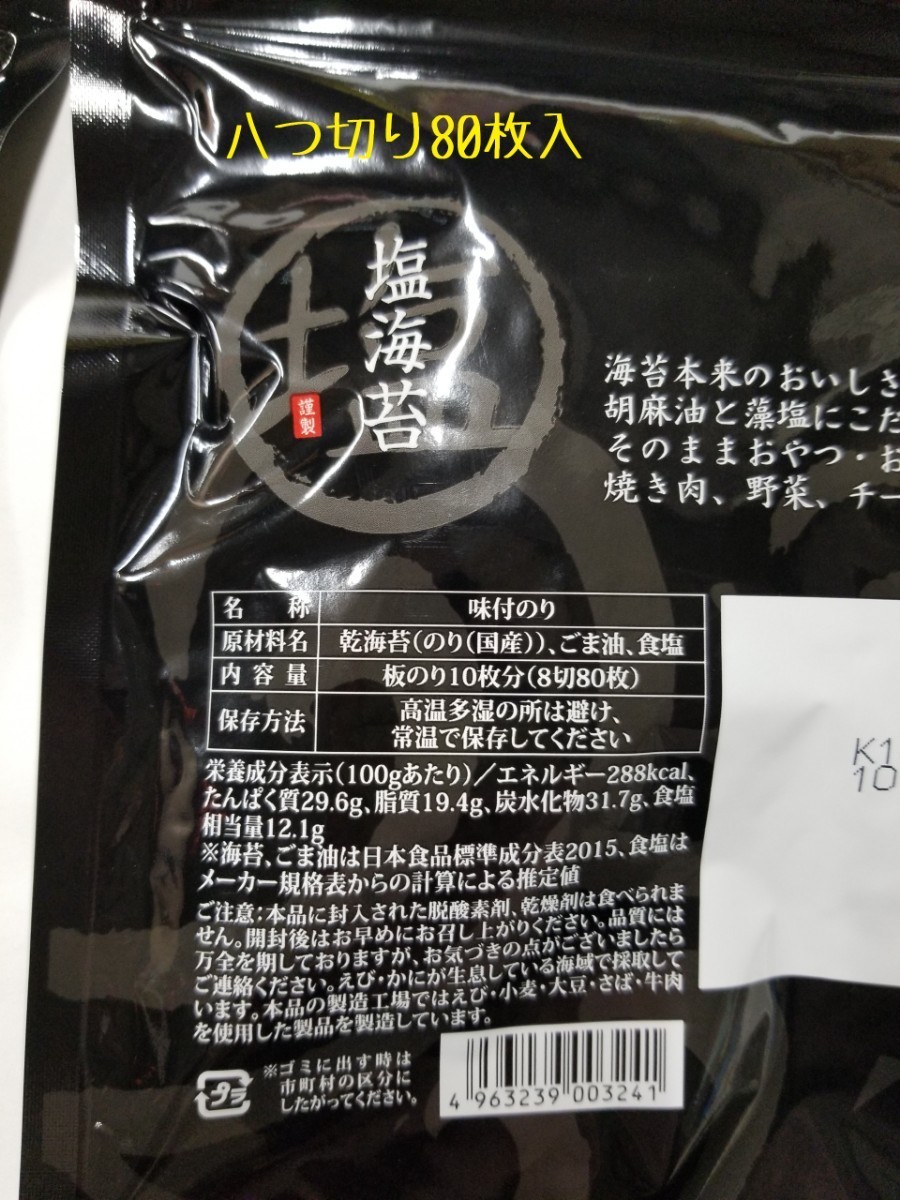 八つ切り80枚入
塩海苔
謹製
海苔本来のおいしさ
胡麻油と藻塩にこだ
そのままおやつ・お
焼き肉、野菜、チー
名 称 味付のり
原材料名 乾海苔(のり(国産))、ごま油、食塩
内 容 量 板のり10枚分(8切80枚)
保存方法 高温多湿の所は避け、
常温で保存してください
栄養成分表示(100gあたり)/エネルギー288kcal、
たんぱく質29.6g、脂質19.4g、炭水化物31.7g、食塩
相当量12.1g
※海苔、ごま油は日本食品標準成分表2015、食塩は
メーカー規格表からの計算による推定値
ご注意:本品に封入された脱酸素剤、乾燥剤は食べられま
せん。開封後はお早めにお召し上がりください。品質には
万全を期しておりますが、お気づきの点がございましたら
ご連絡ください。えび・かにが生息している海域で採取して
います。本品の製造工場ではえび・小麦・大豆・さば・牛肉
を使用した製品を製造しています。
プラ
※ゴミに出す時は
市町村の区分に
したがってください。
4 963239 003241
K1
10